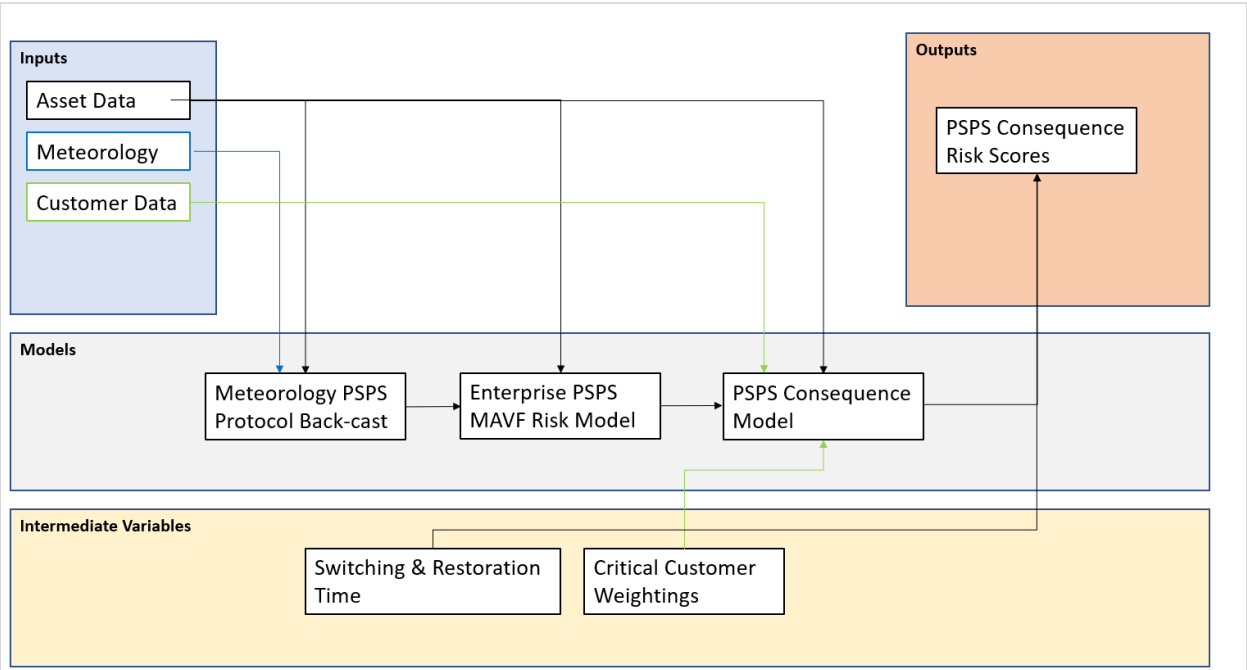 Inputs
Asset Data
Meteorology
Customer Data
Outputs
PSPS Consequence
Risk Scores
Models
Meteorology PSPS
Protocol Back-cast
Enterprise PSPS
MAVF Risk Model
PSPS Consequence
Model
Intermediate Variables
Switching & Restoration
Time
Critical Customer
Weightings